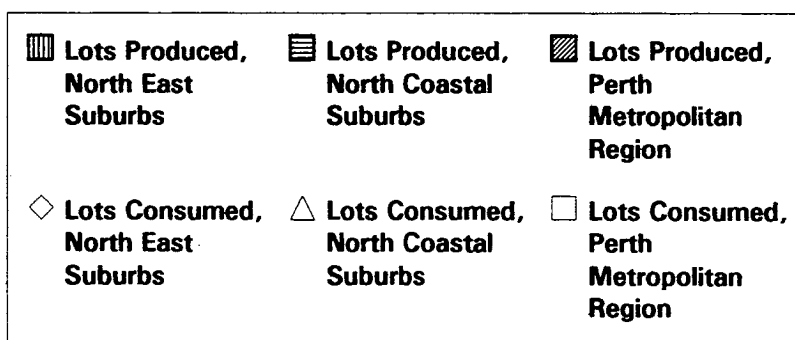 Lots Produced,
North East
Suburbs
Lots Produced,
North Coastal
Suburbs
Lots Produced,
Perth
Metropolitan
Region
Lots Consumed,
North East
Suburbs
Lots Consumed,
North Coastal
Suburbs
Lots Consumed,
Perth
Metropolitan
Region